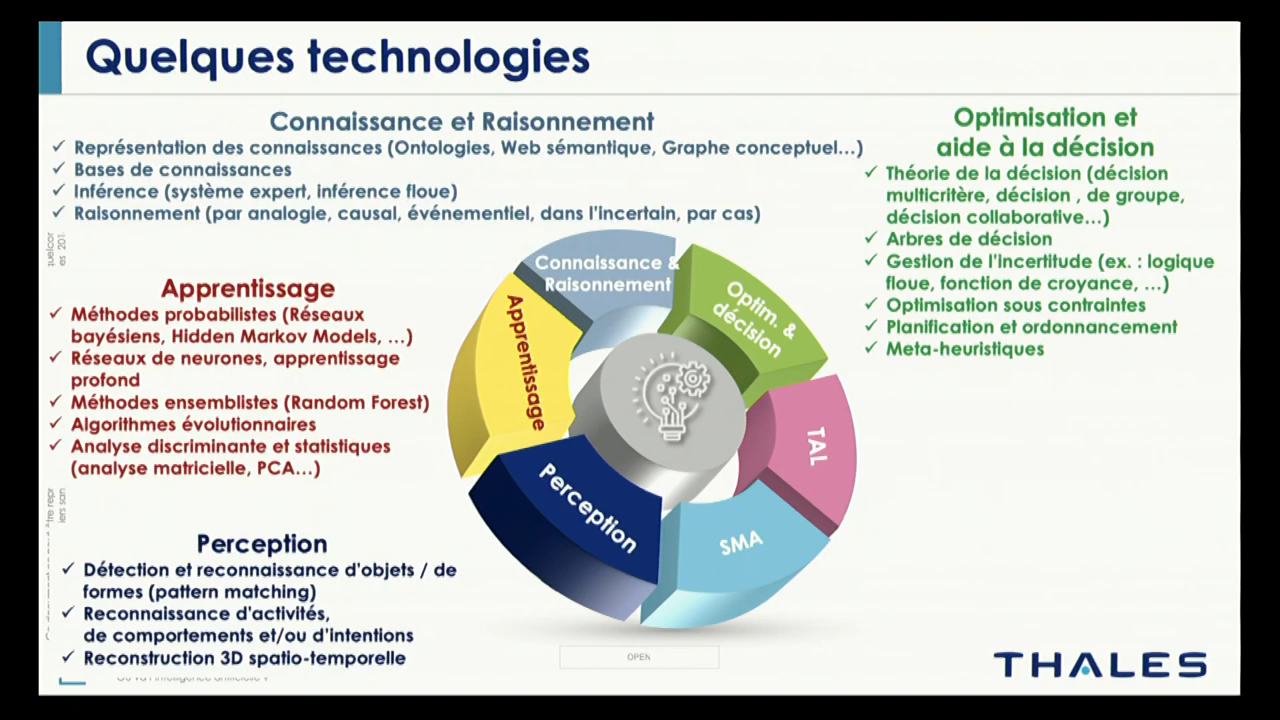 Quelques technologies
Connaissance et Raisonnement
✓ Représentation des connaissances (Ontologies, Web sémantique, Graphe conceptuel…)
✓ Bases de connaissances
✓ Inférence (système expert, inférence floue)
✓ Raisonnement (par analogie, causal, événementiel, dans l'incertain, par cas)
Optimisation et
aide à la décision
✓ Théorie de la décision (décision
multicritère, décision , de groupe,
décision collaborative…)
✓ Arbres de décision
✓ Gestion de l'incertitude (ex. : logique
floue, fonction de croyance, …)
✓ Optimisation sous contraintes
✓ Planification et ordonnancement
✓ Meta-heuristiques
Apprentissage
✓ Méthodes probabilistes (Réseaux
bayésiens, Hidden Markov Models, …)
✓ Réseaux de neurones, apprentissage
profond
✓ Méthodes ensemblistes (Random Forest)
✓ Algorithmes évolutionnaires
✓ Analyse discriminante et statistiques
(analyse matricielle, PCA…)
Connaissance &
Raisonnement
Optim. &
décision
Apprentissage
TAL
Perception
SMA
Perception
✓ Détection et reconnaissance d'objets / de
formes (pattern matching)
✓ Reconnaissance d'activités,
de comportements et/ou d'intentions
✓ Reconstruction 3D spatio-temporelle
OPEN
THALES